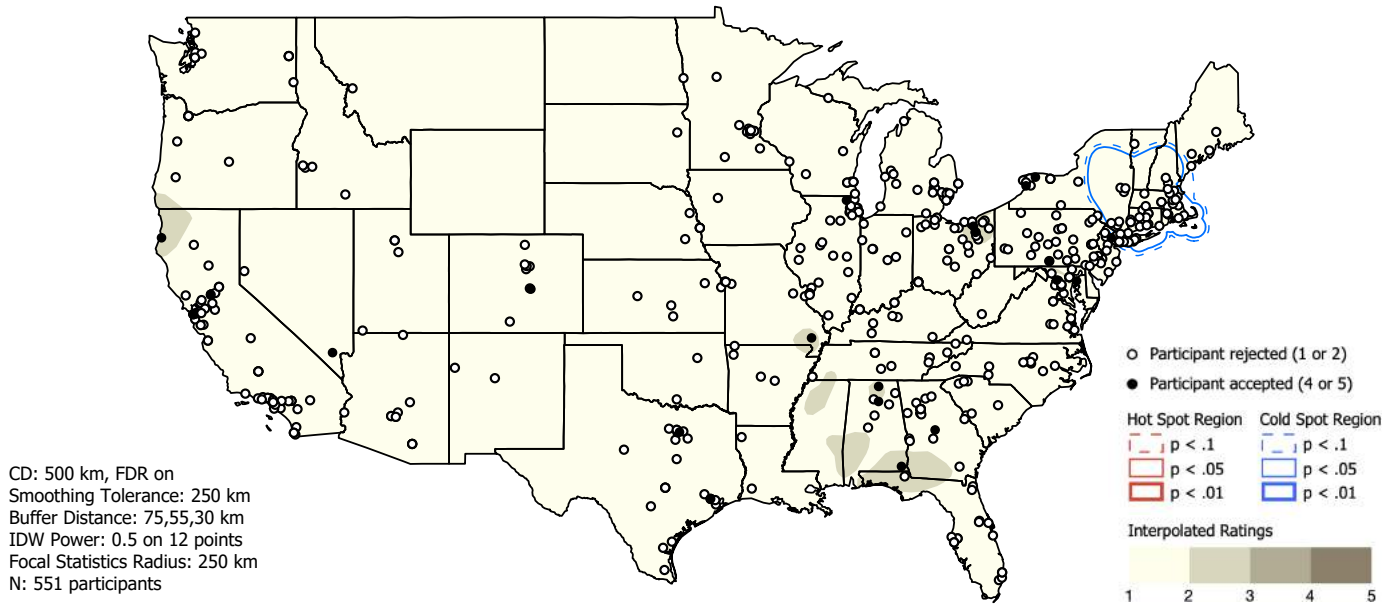 CD: 500 km, FDR on
Smoothing Tolerance: 250 km
Buffer Distance: 75,55,30 km
IDW Power: 0.5 on 12 points
Focal Statistics Radius: 250 km
N: 551 participants
Participant rejected (1 or 2)
Participant accepted (4 or 5)
Hot Spot Region Cold Spot Region
p < .1 p < .1
p < .05 p < .05
p < .01 p < .01
Interpolated Ratings
1 2 3 4 5